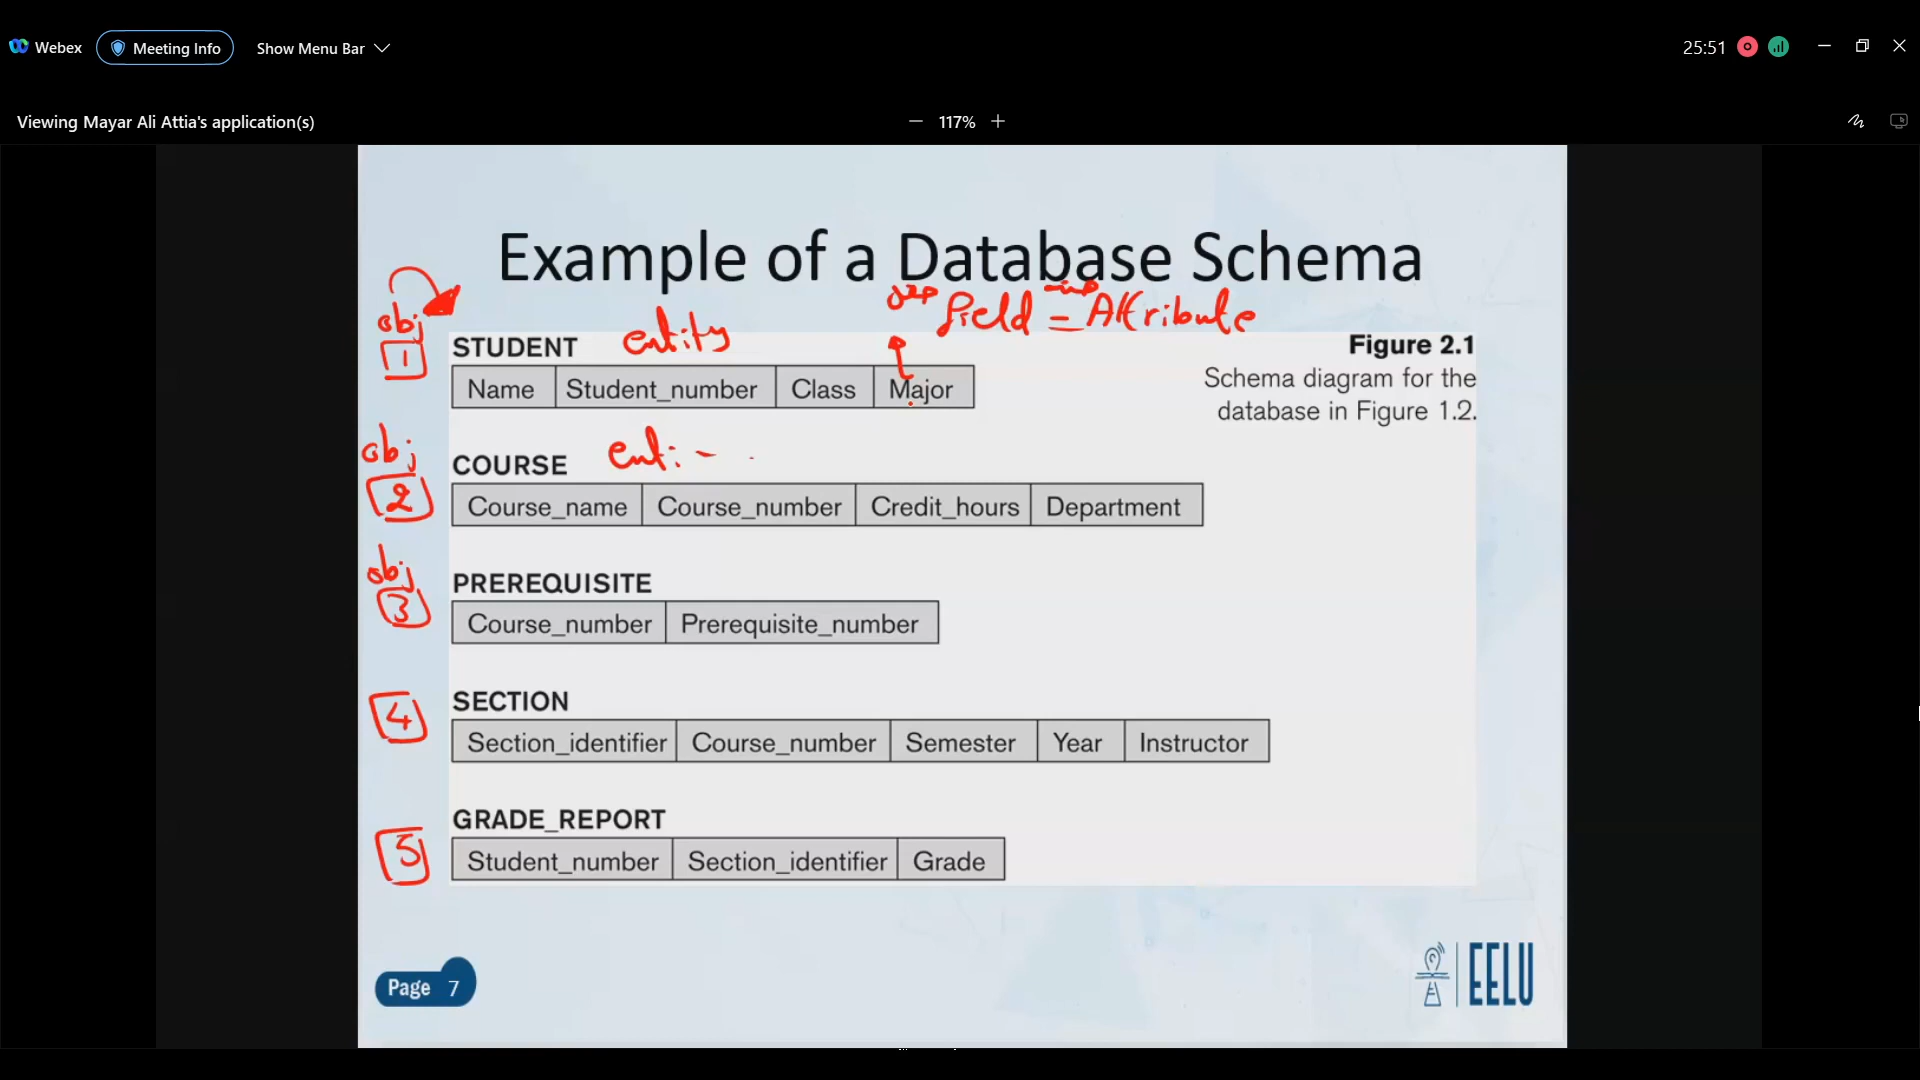 Webex Meeting Info Show Menu Bar 25:51
Viewing Mayar Ali Attia's application(s) 117%
Example of a Database Schema
field = Attribute
obj
1
STUDENT entity
Name Student_number Class Major
Figure 2.1
Schema diagram for the
database in Figure 1.2.
obj
2
COURSE
Course_name Course_number Credit_hours Department
obj
3
PREREQUISITE
Course_number Prerequisite_number
4
SECTION
Section_identifier Course_number Semester Year Instructor
5
GRADE_REPORT
Student_number Section_identifier Grade
Page 7
EELU